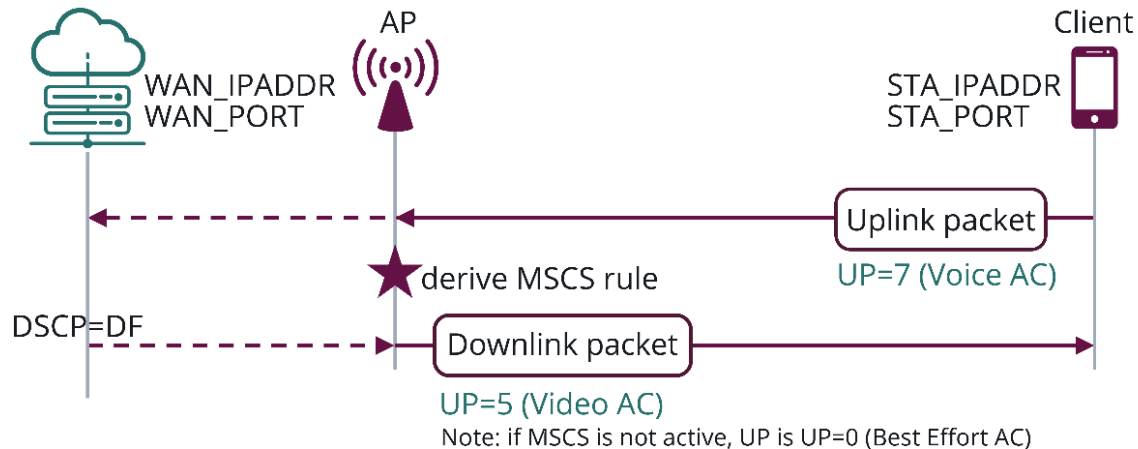 AP
Client
WAN_IPADDR
WAN_PORT
STA_IPADDR
STA_PORT
Uplink packet
UP=7 (Voice AC)
derive MSCS rule
DSCP=DF
Downlink packet
UP=5 (Video AC)
Note: if MSCS is not active, UP is UP=0 (Best Effort AC)